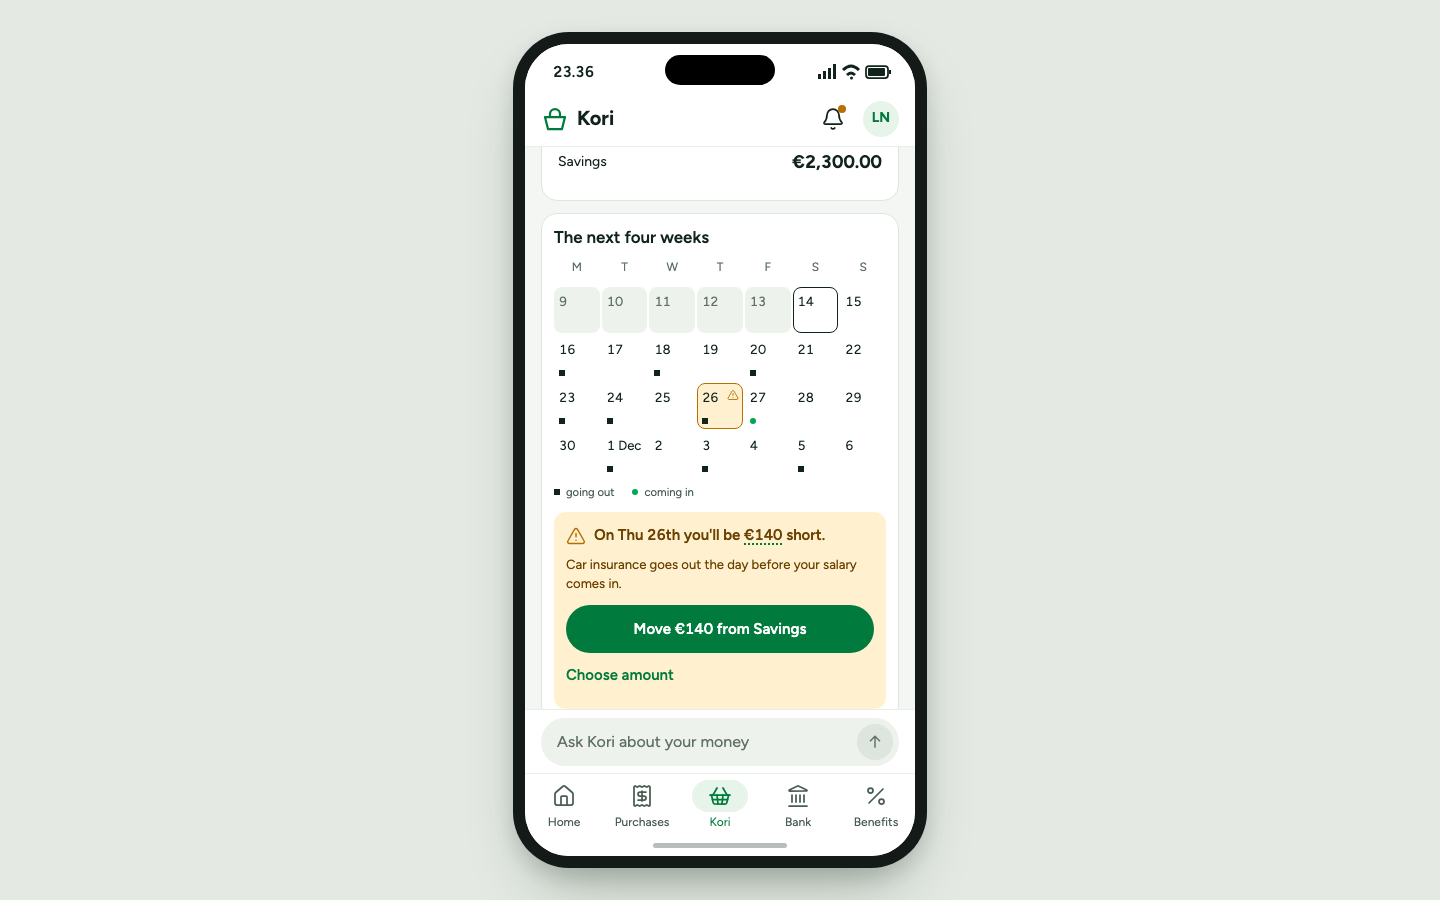 23.36
Kori
LN
Savings €2,300.00
The next four weeks
M T W T F S S
9 10 11 12 13 14 15
16 17 18 19 20 21 22
23 24 25 26 27 28 29
30 1 Dec 2 3 4 5 6
going out coming in
On Thu 26th you'll be €140 short.
Car insurance goes out the day before your salary
comes in.
Move €140 from Savings
Choose amount
Ask Kori about your money
Home Purchases Kori Bank Benefits